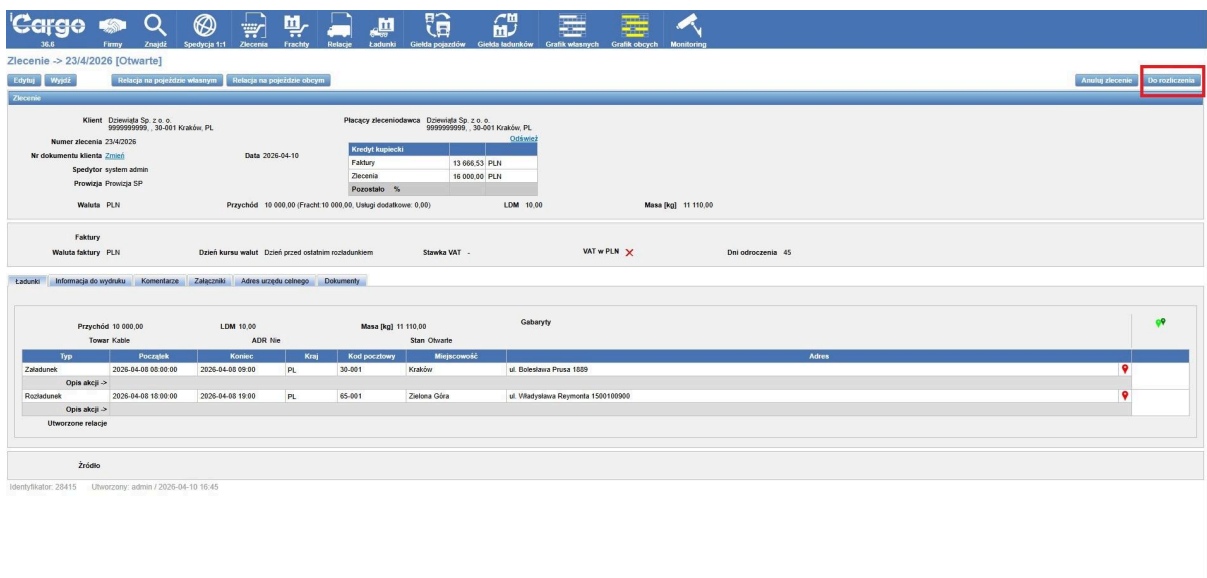 iCargo
36.6 Firmy Znajdź Spedycja 1:1 Zlecenia Frachty Relacje Ładunki Giełda pojazdów Giełda ładunków Grafik własnych Grafik obcych Monitoring
Zlecenie -> 23/4/2026 [Otwarte]
Edytuj Wyjdź Relacja na pojeździe własnym Relacja na pojeździe obcym Anuluj zlecenie Do rozliczenia
Zlecenie
Klient Dziewiąta Sp. z o. o. Płacący zleceniodawca Dziewiąta Sp. z o. o.
9999999999, , 30-001 Kraków, PL 9999999999, , 30-001 Kraków, PL
Numer zlecenia 23/4/2026 Odśwież
Nr dokumentu klienta Zmień Data 2026-04-10 Kredyt kupiecki
Faktury 13 666,53 PLN
Spedytor system admin Zlecenia 16 000,00 PLN
Prowizja Prowizja SP Pozostało %
Waluta PLN Przychód 10 000,00 (Fracht:10 000,00, Usługi dodatkowe: 0,00) LDM 10,00 Masa [kg] 11 110,00
Faktury
Waluta faktury PLN Dzień kursu walut Dzień przed ostatnim rozładunkiem Stawka VAT - VAT w PLN Dni odroczenia 45
Ładunki Informacja do wydruku Komentarze Załączniki Adres urzędu celnego Dokumenty
Przychód 10 000,00 LDM 10,00 Masa [kg] 11 110,00 Gabaryty
Towar Kable ADR Nie Stan Otwarte
Typ Początek Koniec Kraj Kod pocztowy Miejscowość Adres
Załadunek 2026-04-08 08:00:00 2026-04-08 09:00 PL 30-001 Kraków ul. Bolesława Prusa 1889
Opis akcji ->
Rozładunek 2026-04-08 18:00:00 2026-04-08 19:00 PL 65-001 Zielona Góra ul. Władysława Reymonta 1500100900
Opis akcji ->
Utworzone relacje
Źródło
Identyfikator: 28415 Utworzony: admin / 2026-04-10 16:45